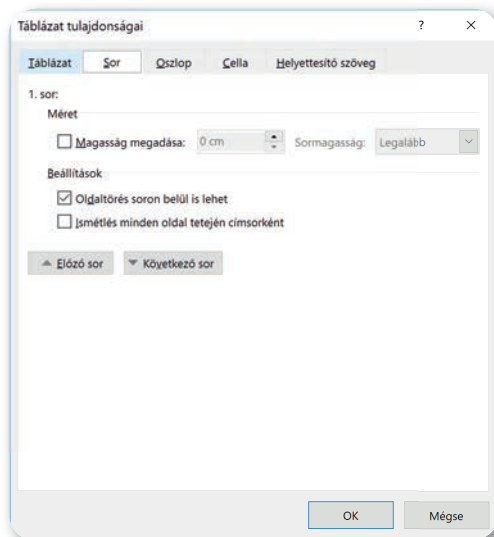 Táblázat tulajdonságai ? ×
Táblázat Sor Oszlop Cella Helyettesítő szöveg
1. sor:
Méret
Magasság megadása: 0 cm Sormagasság: Legalább
Beállítások
Oldaltörés soron belül is lehet
Ismétlés minden oldal tetején címsorként
Előző sor Következő sor
OK Mégse